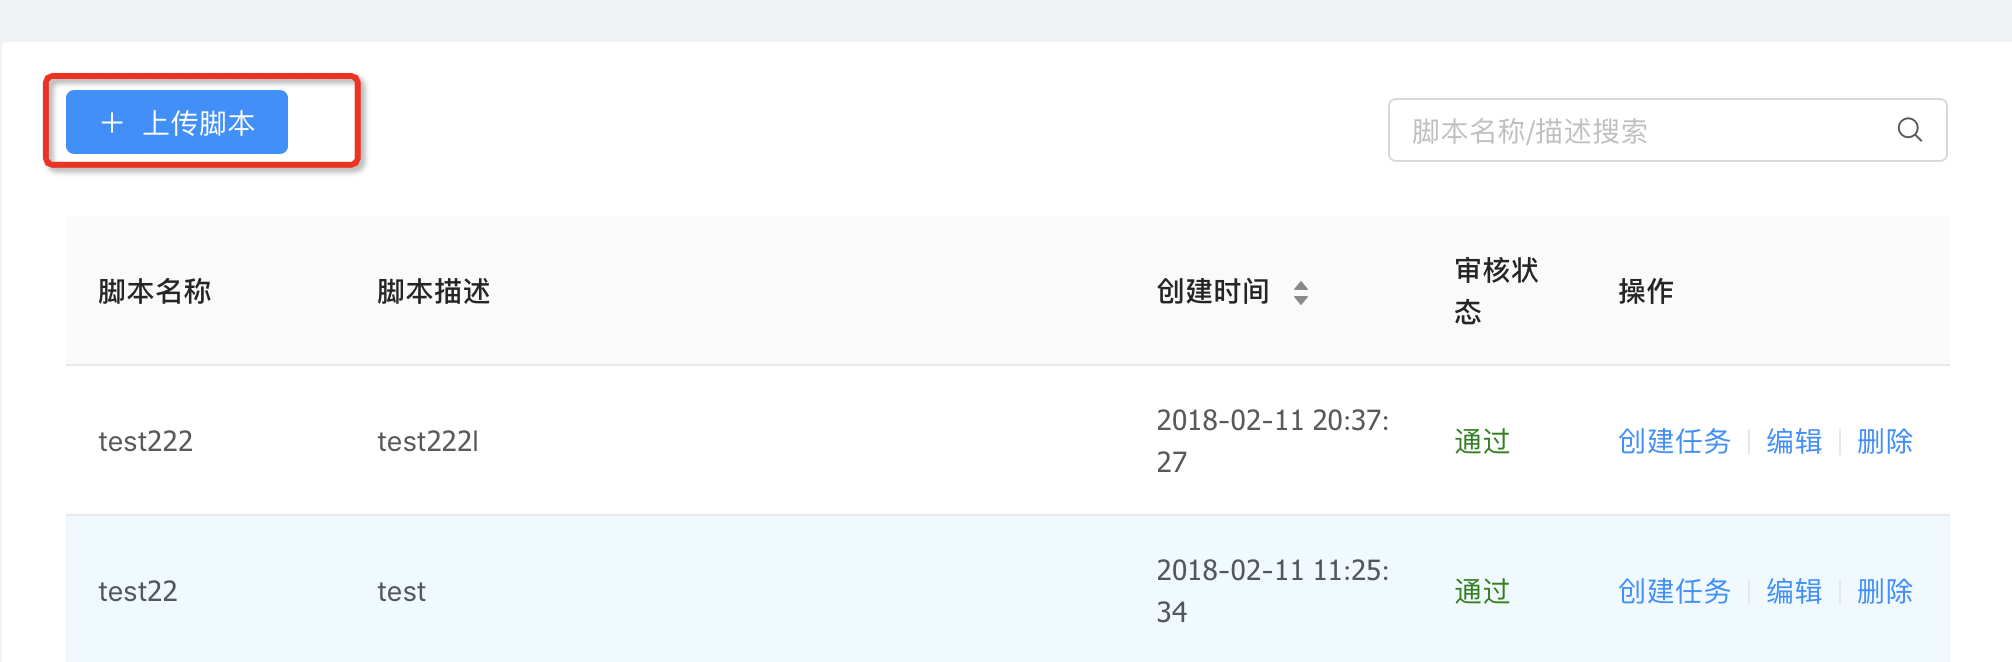 + 上传脚本
脚本名称/描述搜索
脚本名称 脚本描述 创建时间 审核状
态 操作
test222 test222l 2018-02-11 20:37:
27 通过 创建任务 编辑 删除
test22 test 2018-02-11 11:25:
34 通过 创建任务 编辑 删除